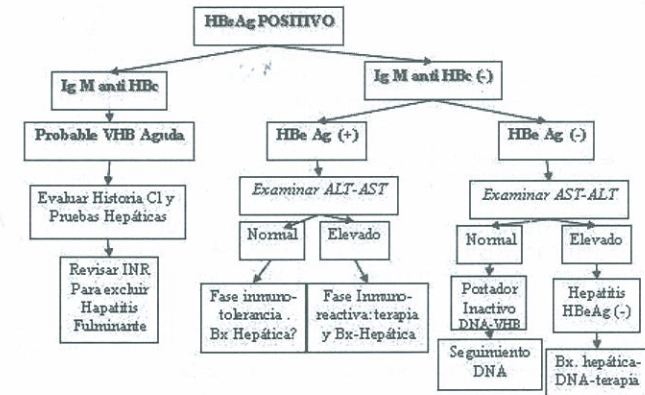 HBsAg POSITIVO
Ig M anti HBc
Ig M anti HBc (-)
Probable VHB Aguda
HBe Ag (+)
HBe Ag (-)
Evaluar Historia Cl y
Pruebas Hepáticas
Examinar ALT-AST
Examinar AST-ALT
Normal
Elevado
Normal
Elevado
Revisar INR
Para excluir
Hapatitis
Fulminante
Fase inmuno-
tolerancia .
Bx Hepática?
Fase Inmuno-
reactiva: terapia
y Bx-Hepática
Portador
Inactivo
DNA-VHB
Hepatitis
HBeAg (-)
Seguimiento
DNA
Bx. hepática-
DNA-terapia